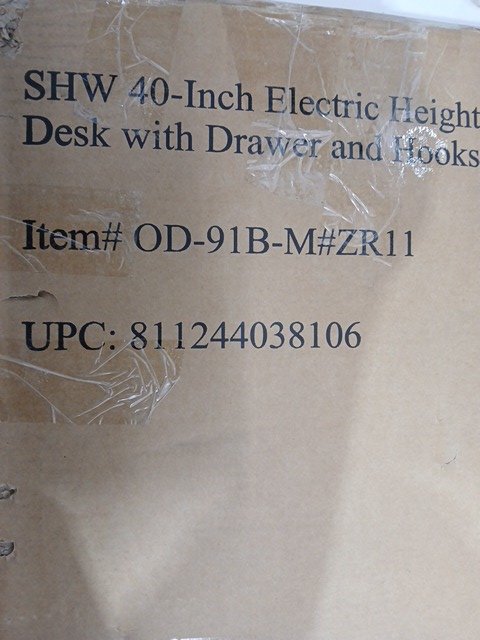 SHW 40-Inch Electric Height
Desk with Drawer and Hooks
Item# OD-91B-M#ZR11
UPC: 811244038106